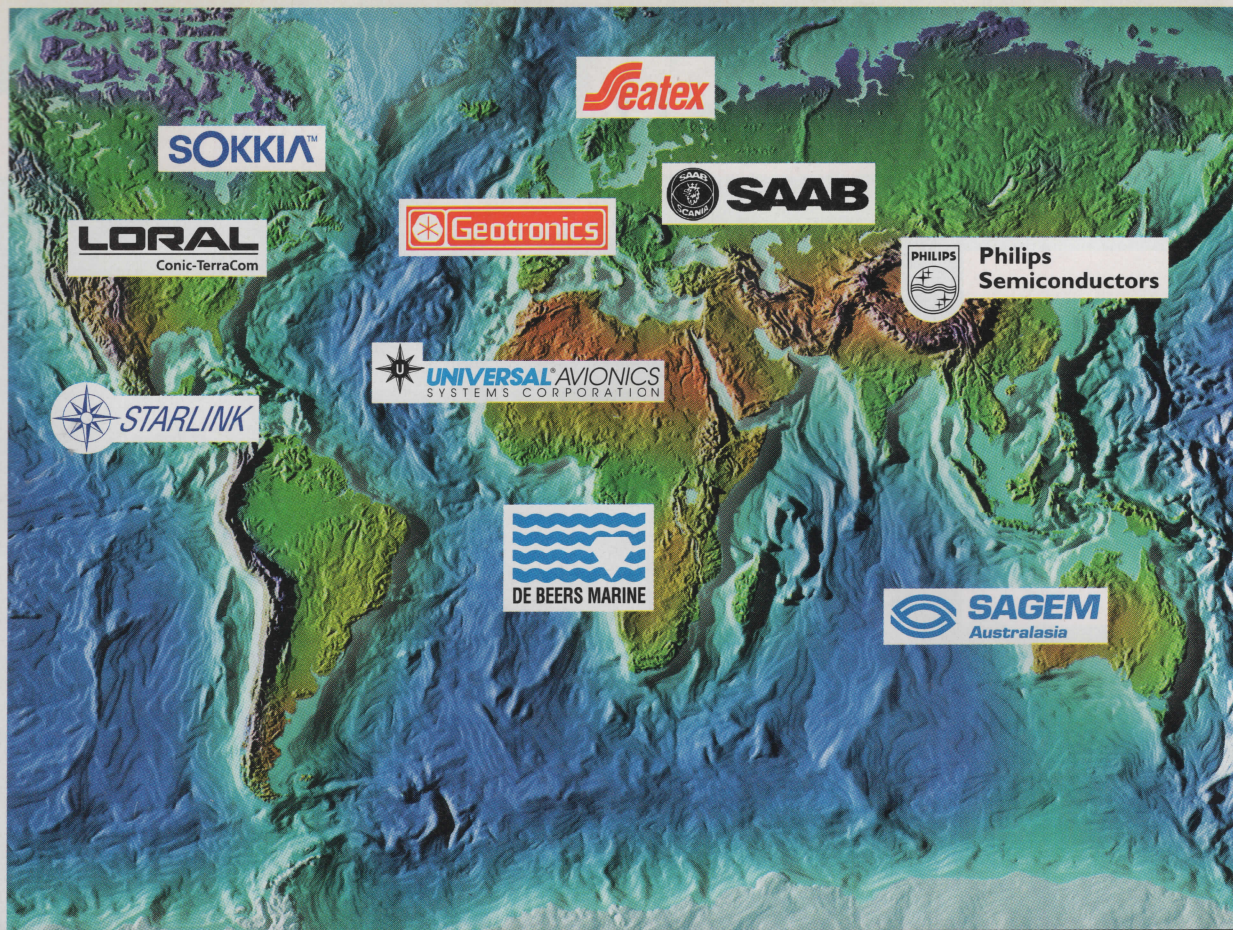 Seatex
SOKKIA™
SAAB
SCANIA
SAAB
LORAL
Conic-TerraCom
Geotronics
PHILIPS
Philips
Semiconductors
U
UNIVERSAL® AVIONICS
SYSTEMS CORPORATION
STARLINK
DE BEERS MARINE
SAGEM
Australasia